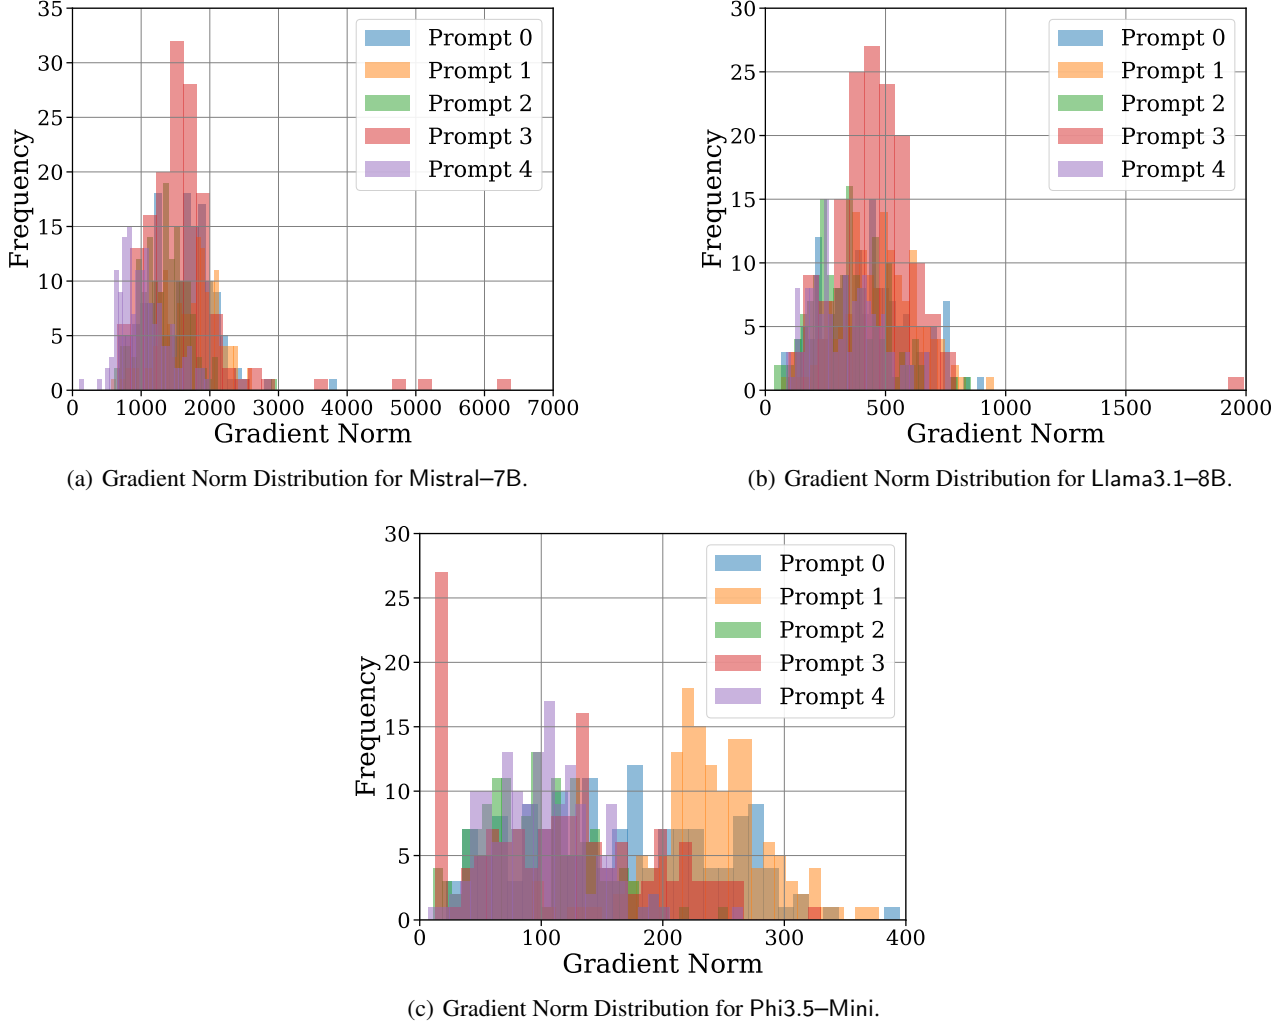 35
30
25
20
15
10
5
0
Frequency
Prompt 0
Prompt 1
Prompt 2
Prompt 3
Prompt 4
0 1000 2000 3000 4000 5000 6000 7000
Gradient Norm
(a) Gradient Norm Distribution for Mistral–7B.
30
25
20
15
10
5
0
Frequency
Prompt 0
Prompt 1
Prompt 2
Prompt 3
Prompt 4
0 500 1000 1500 2000
Gradient Norm
(b) Gradient Norm Distribution for Llama3.1–8B.
30
25
20
15
10
5
0
Frequency
Prompt 0
Prompt 1
Prompt 2
Prompt 3
Prompt 4
0 100 200 300 400
Gradient Norm
(c) Gradient Norm Distribution for Phi3.5–Mini.